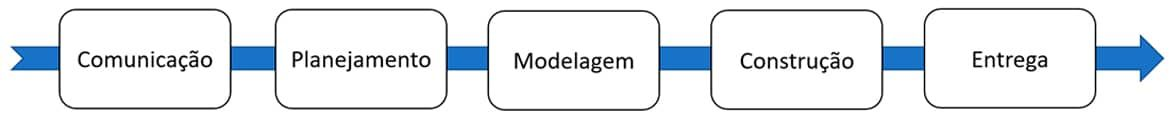 Comunicação
Planejamento
Modelagem
Construção
Entrega